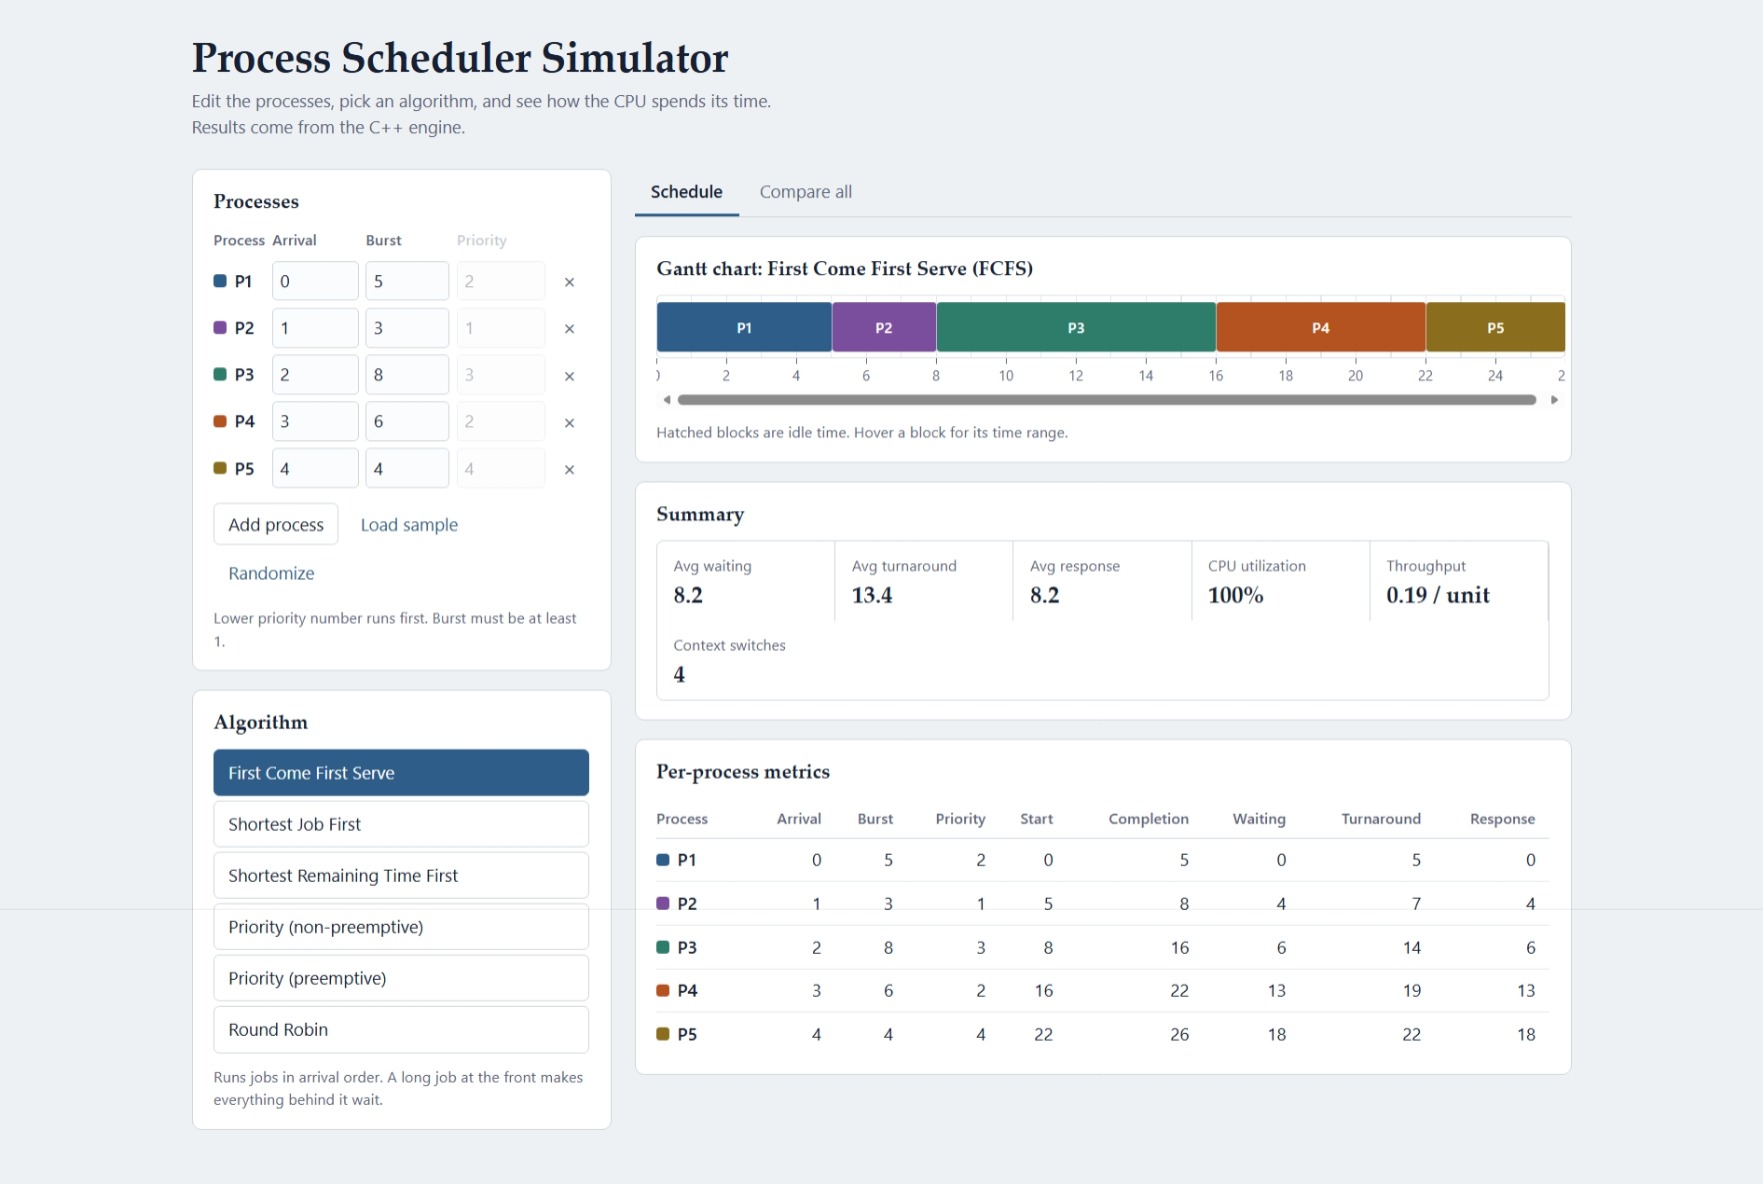 Process Scheduler Simulator
Edit the processes, pick an algorithm, and see how the CPU spends its time.
Results come from the C++ engine.
Processes
Process Arrival Burst Priority
P1 0 5 2 ×
P2 1 3 1 ×
P3 2 8 3 ×
P4 3 6 2 ×
P5 4 4 4 ×
Add process Load sample
Randomize
Lower priority number runs first. Burst must be at least
1.
Algorithm
First Come First Serve
Shortest Job First
Shortest Remaining Time First
Priority (non-preemptive)
Priority (preemptive)
Round Robin
Runs jobs in arrival order. A long job at the front makes
everything behind it wait.
Schedule Compare all
Gantt chart: First Come First Serve (FCFS)
P1 P2 P3 P4 P5
2 4 6 8 10 12 14 16 18 20 22 24 2
Hatched blocks are idle time. Hover a block for its time range.
Summary
Avg waiting Avg turnaround Avg response CPU utilization Throughput
8.2 13.4 8.2 100% 0.19 / unit
Context switches
4
Per-process metrics
Process Arrival Burst Priority Start Completion Waiting Turnaround Response
P1 0 5 2 0 5 0 5 0
P2 1 3 1 5 8 4 7 4
P3 2 8 3 8 16 6 14 6
P4 3 6 2 16 22 13 19 13
P5 4 4 4 22 26 18 22 18